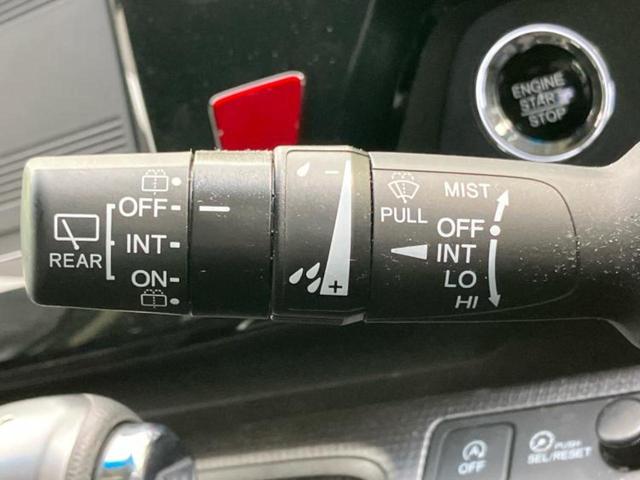 ENGINE
START
STOP
REAR
OFF
INT
ON
-
+
PULL
MIST
OFF
INT
LO
HI
OFF
PUSH
SEL/RESET